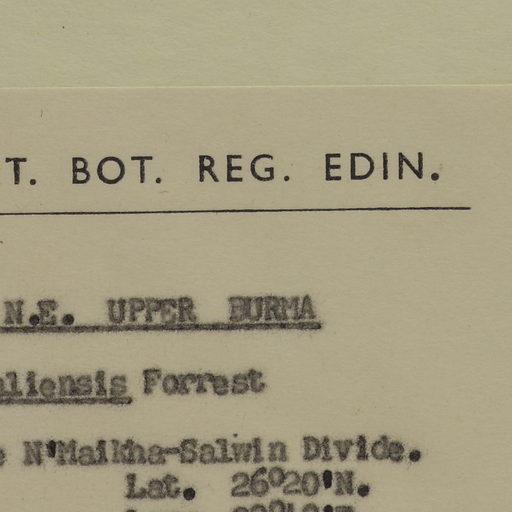 T. BOT. REG. EDIN.
N.E. UPPER BURMA
aliensis Forrest
N'Maikha-Salwin Divide.
Lat. 26°20'N.